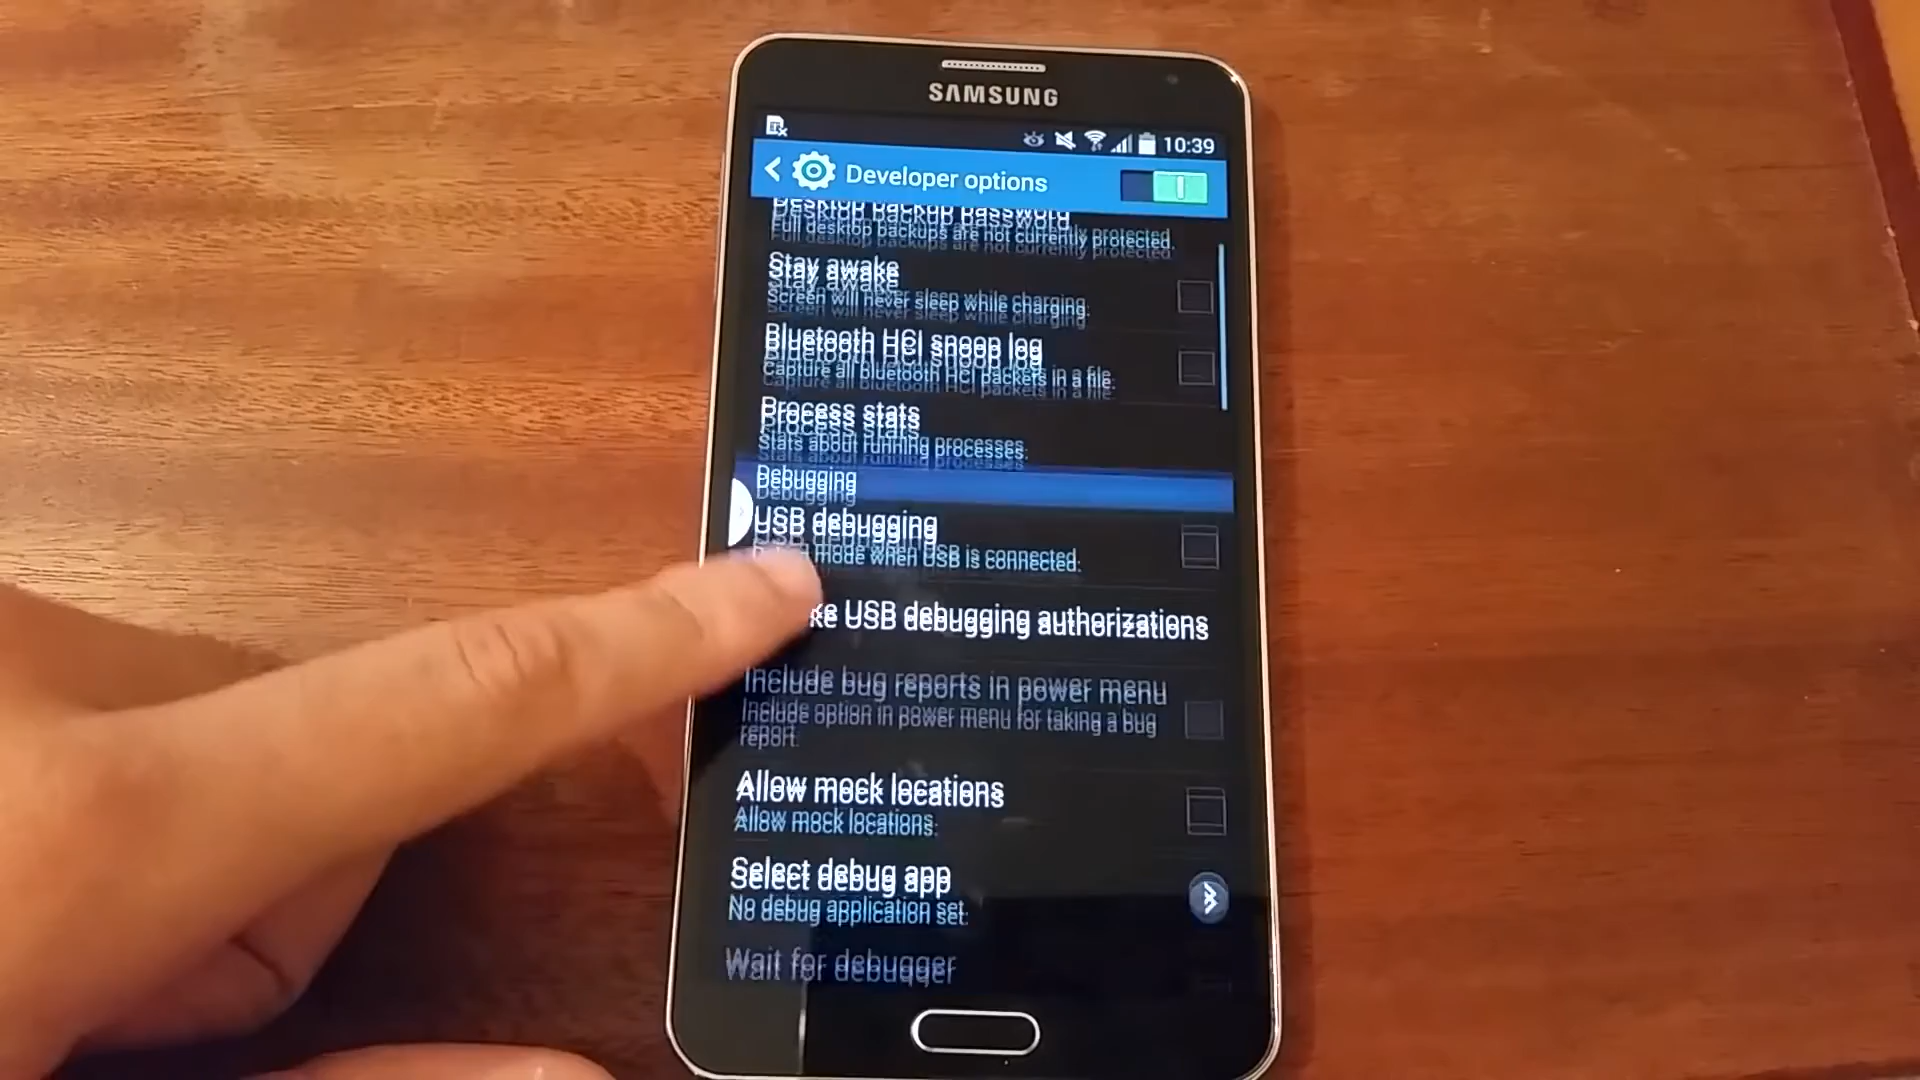 SAMSUNG
10:39
Developer options
Desktop backup password
Full desktop backups are not currently protected.
Stay awake
Screen will never sleep while charging.
Bluetooth HCI snoop log
Capture all bluetooth HCI packets in a file.
Process stats
Stats about running processes.
Debugging
USB debugging
mode when USB is connected.
USB debugging authorizations
Include bug reports in power menu
Include option in power menu for taking a bug
report.
Allow mock locations
Allow mock locations.
Select debug app
No debug application set.
Wait for debugger